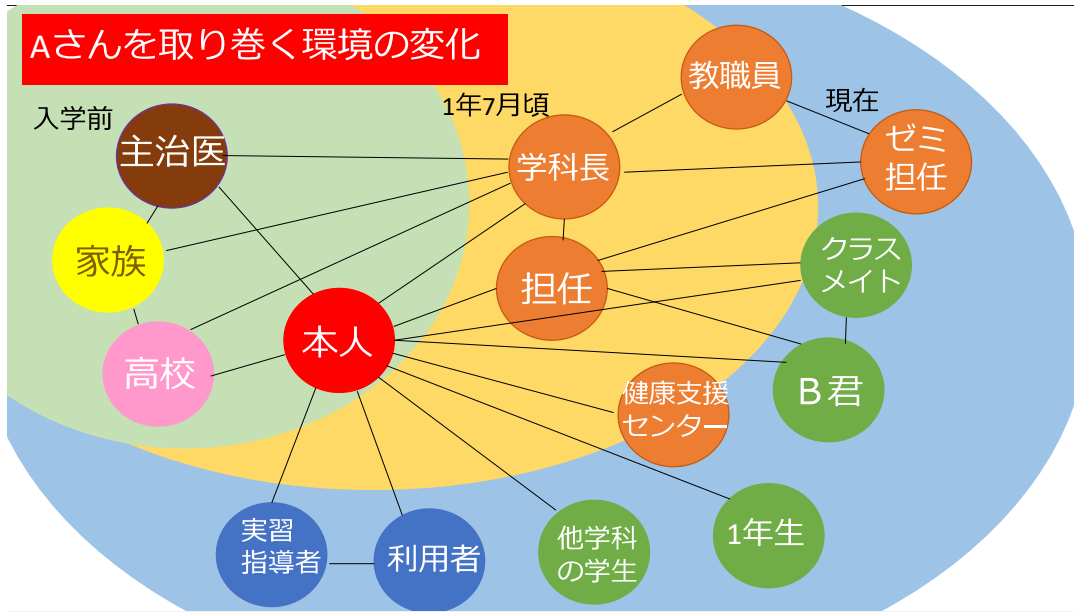 Aさんを取り巻く環境の変化
入学前
1年7月頃
現在
教職員
主治医
学科長
ゼミ
担任
家族
担任
クラス
メイト
本人
高校
健康支援
センター
B君
実習
指導者
利用者
他学科
の学生
1年生